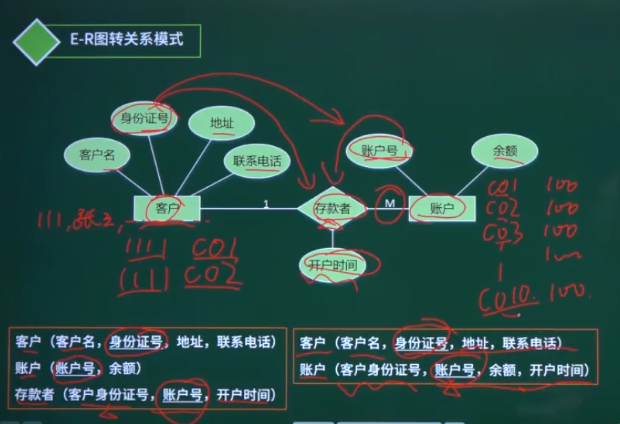 E-R图转关系模式
身份证号
地址
账户号
余额
客户名
联系电话
客户
1
存款者
M
账户
开户时间
C01 100
C02 100
C03 100
100
C010. 100.
111,张三,
1111 C01
1111 C02
客户（客户名，身份证号，地址，联系电话）
账户（账户号，余额）
存款者（客户身份证号，账户号，开户时间）
客户（客户名，身份证号，地址，联系电话）
账户（客户身份证号，账户号，余额，开户时间）